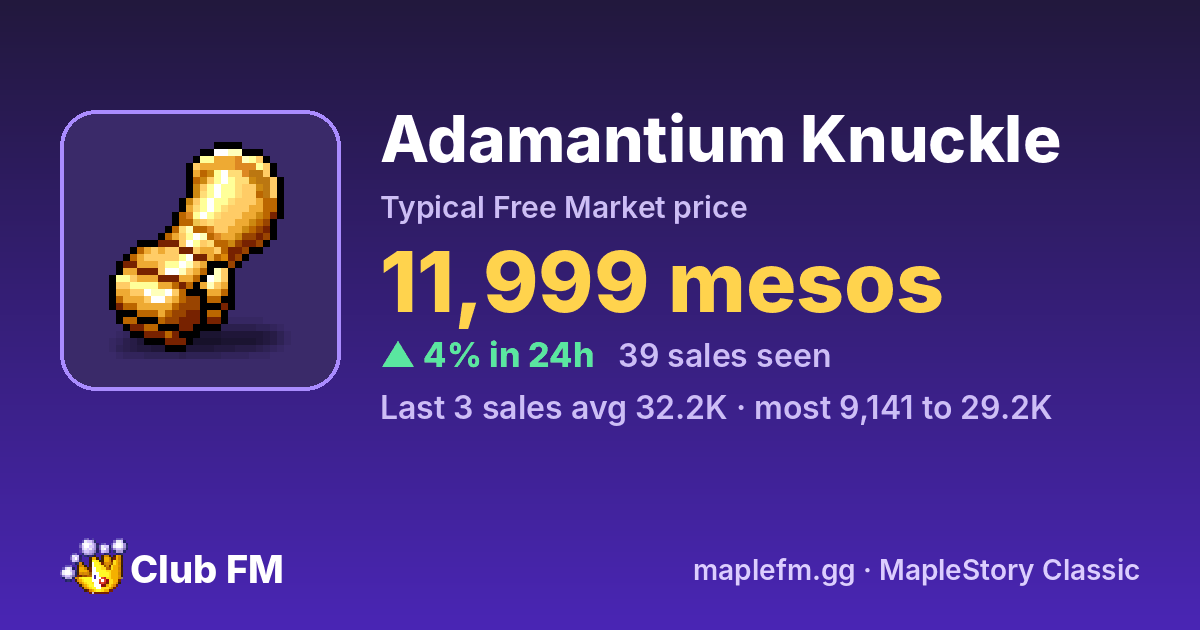 Adamantium Knuckle
Typical Free Market price
11,999 mesos
▲ 4% in 24h 39 sales seen
Last 3 sales avg 32.2K · most 9,141 to 29.2K
Club FM
maplefm.gg · MapleStory Classic